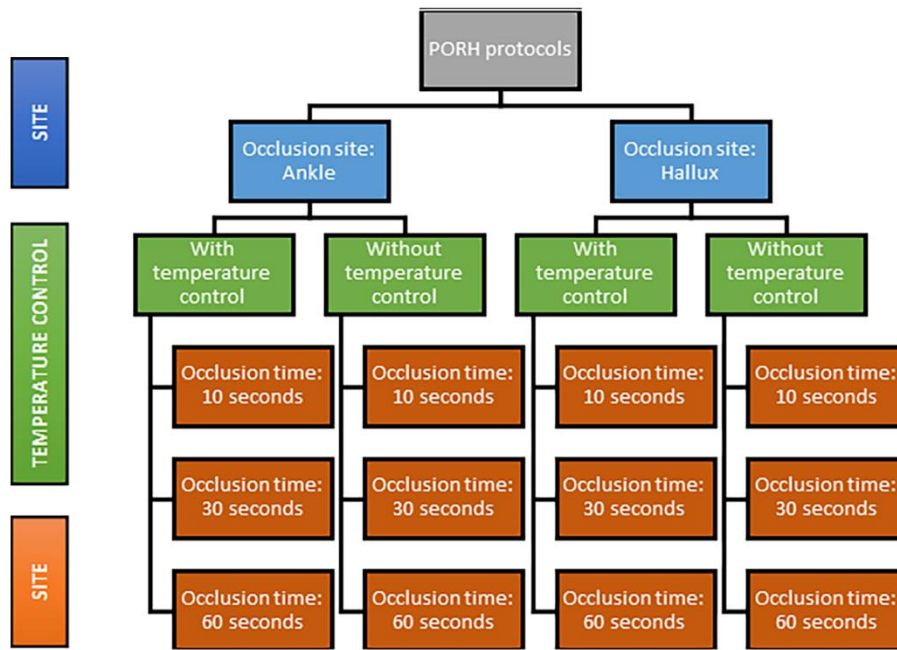 PORH protocols
SITE
Occlusion site:
Ankle
Occlusion site:
Hallux
TEMPERATURE CONTROL
With
temperature
control
Without
temperature
control
With
temperature
control
Without
temperature
control
Occlusion time:
10 seconds
Occlusion time:
10 seconds
Occlusion time:
10 seconds
Occlusion time:
10 seconds
Occlusion time:
30 seconds
Occlusion time:
30 seconds
Occlusion time:
30 seconds
Occlusion time:
30 seconds
SITE
Occlusion time:
60 seconds
Occlusion time:
60 seconds
Occlusion time:
60 seconds
Occlusion time:
60 seconds